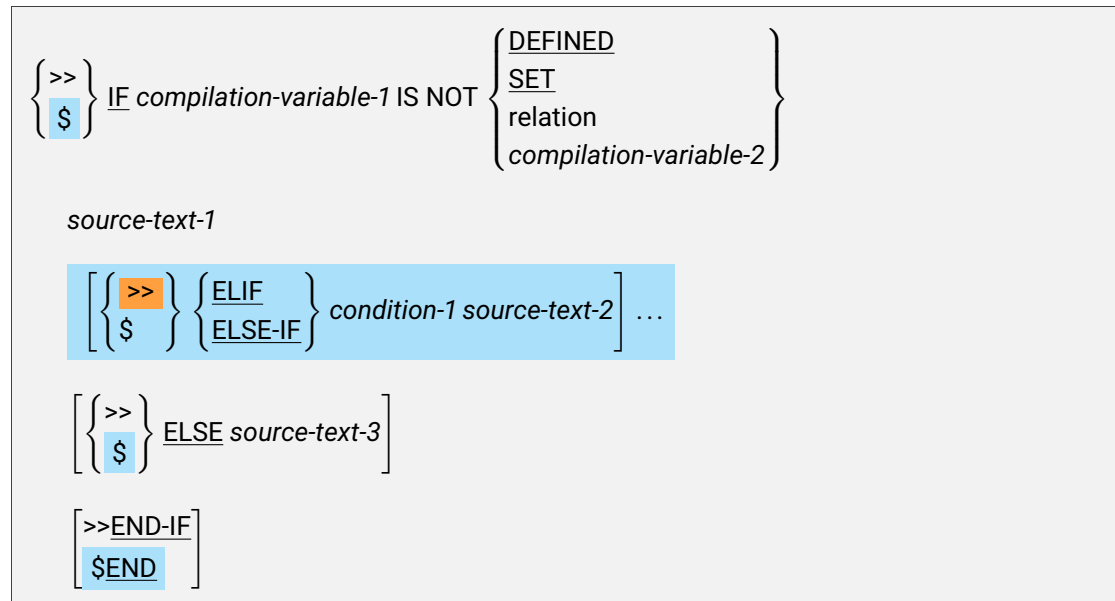 >> IF compilation-variable-1 IS NOT DEFINED
$ SET
relation
compilation-variable-2
source-text-1
>> ELIF condition-1 source-text-2 ...
$ ELSE-IF
>> ELSE source-text-3
$
>>END-IF
$END